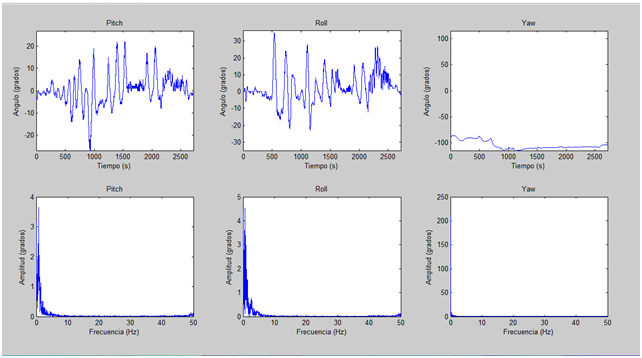 Pitch
Roll
Yaw
Angulo (grados)
20
10
0
-10
-20
0 500 1000 1500 2000 2500
Tiempo (s)
Angulo (grados)
30
20
10
0
-10
-20
-30
0 500 1000 1500 2000 2500
Tiempo (s)
Angulo (grados)
100
50
0
-50
-100
0 500 1000 1500 2000 2500
Tiempo (s)
Pitch
Roll
Yaw
Amplitud (grados)
4
3
2
1
0
0 10 20 30 40 50
Frecuencia (Hz)
Amplitud (grados)
5
4
3
2
1
0
0 10 20 30 40 50
Frecuencia (Hz)
Amplitud (grados)
250
200
150
100
50
0
0 10 20 30 40 50
Frecuencia (Hz)